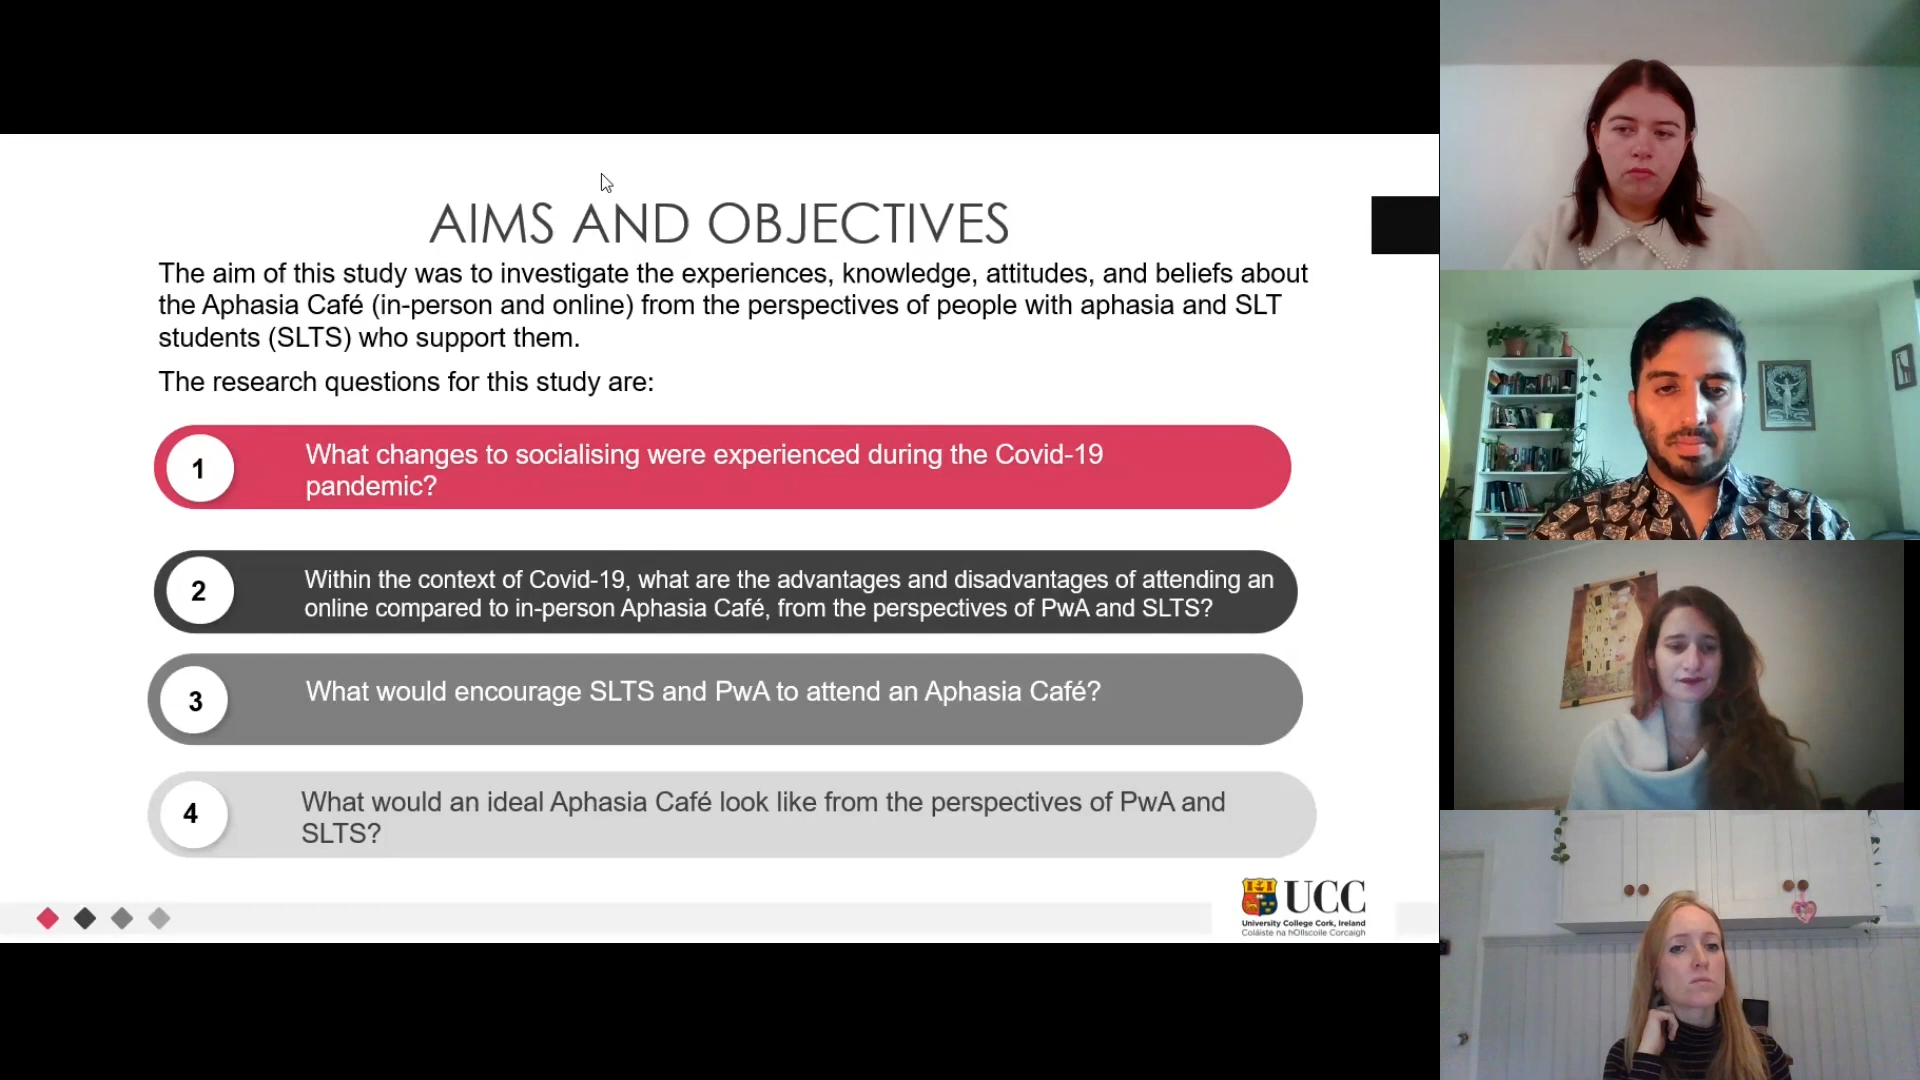 AIMS AND OBJECTIVES
The aim of this study was to investigate the experiences, knowledge, attitudes, and beliefs about
the Aphasia Café (in-person and online) from the perspectives of people with aphasia and SLT
students (SLTS) who support them.
The research questions for this study are:
1
What changes to socialising were experienced during the Covid-19
pandemic?
2
Within the context of Covid-19, what are the advantages and disadvantages of attending an
online compared to in-person Aphasia Café, from the perspectives of PwA and SLTS?
3
What would encourage SLTS and PwA to attend an Aphasia Café?
4
What would an ideal Aphasia Café look like from the perspectives of PwA and
SLTS?
UCC
University College Cork, Ireland
Coláiste na hOllscoile Corcaigh